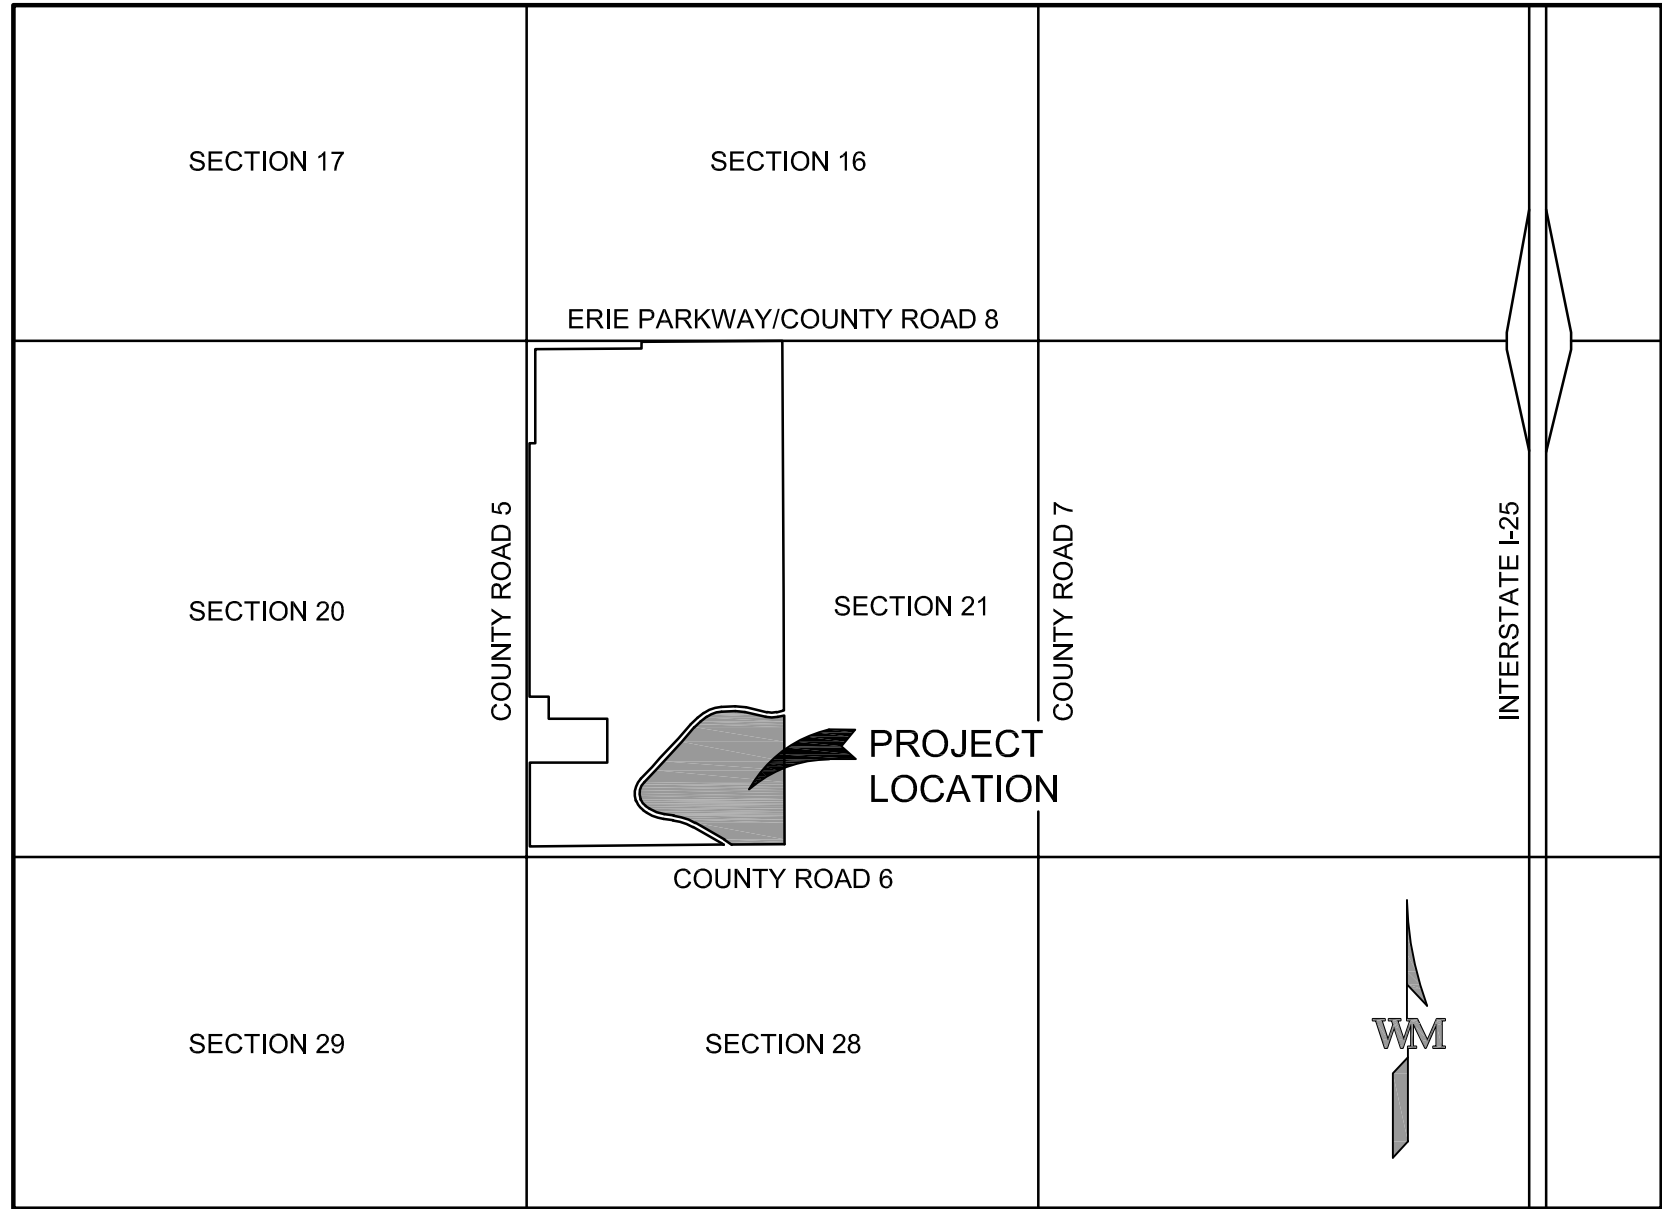 SECTION 17
SECTION 16
ERIE PARKWAY/COUNTY ROAD 8
COUNTY ROAD 5
COUNTY ROAD 7
INTERSTATE I-25
SECTION 20
SECTION 21
PROJECT
LOCATION
COUNTY ROAD 6
SECTION 29
SECTION 28
WM